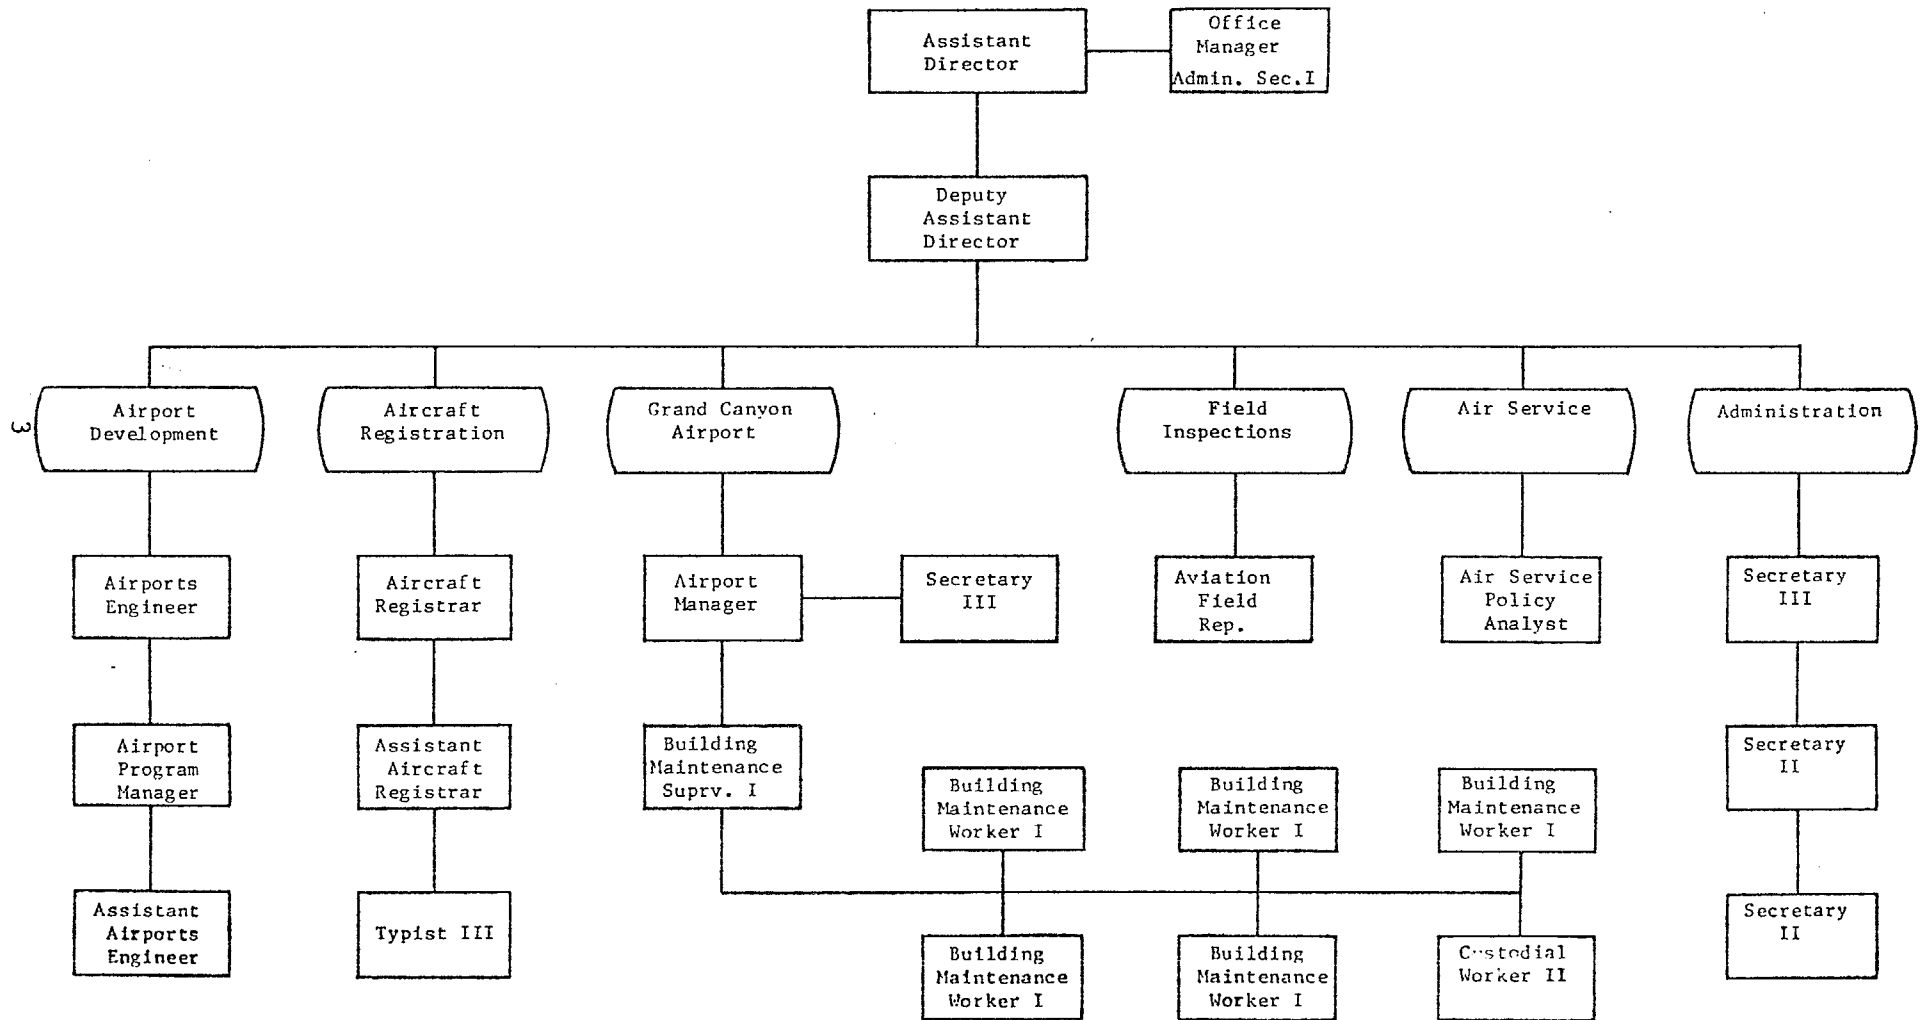 Assistant
Director
Office
Manager
Admin. Sec.I
Deputy
Assistant
Director
3
Airport
Development
Aircraft
Registration
Grand Canyon
Airport
Field
Inspections
Air Service
Administration
Airports
Engineer
Aircraft
Registrar
Airport
Manager
Secretary
III
Aviation
Field
Rep.
Air Service
Policy
Analyst
Secretary
III
Airport
Program
Manager
Assistant
Aircraft
Registrar
Building
Maintenance
Suprv. I
Building
Maintenance
Worker I
Building
Maintenance
Worker I
Building
Maintenance
Worker I
Secretary
II
Assistant
Airports
Engineer
Typist III
Building
Maintenance
Worker I
Building
Maintenance
Worker I
Custodial
Worker II
Secretary
II